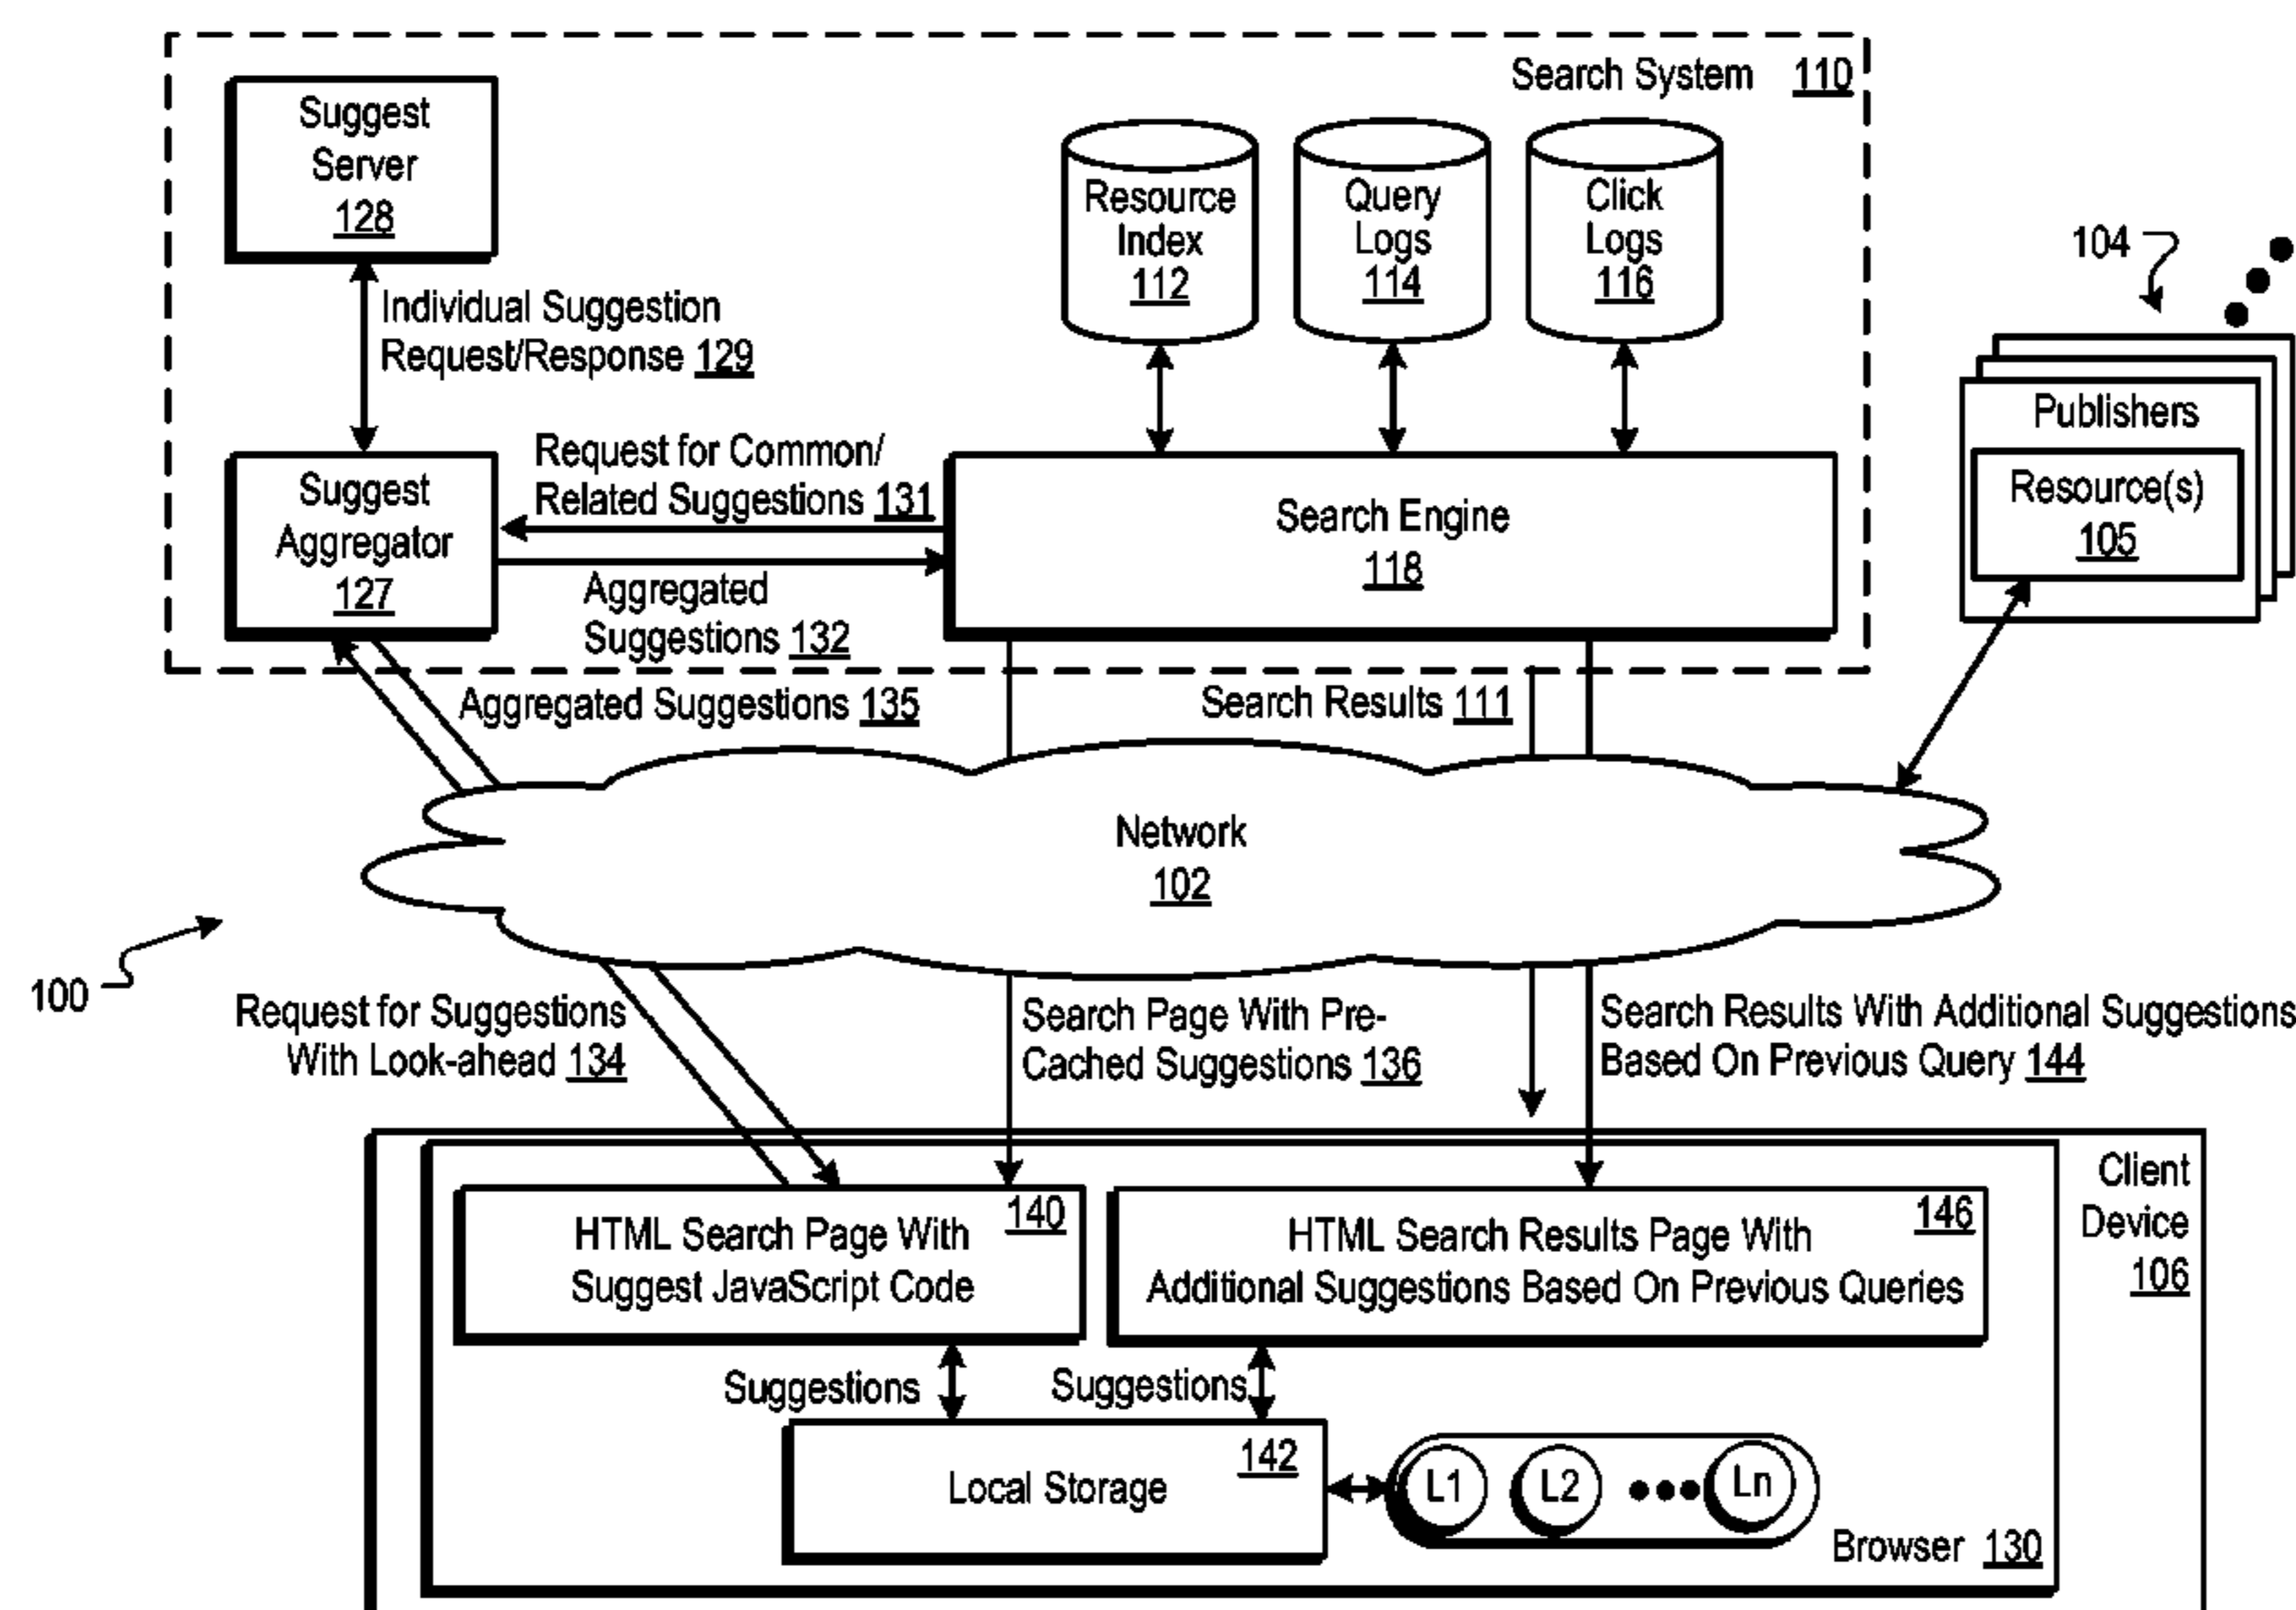 Search System 110
Suggest
Server
128
Resource
Index
112
Query
Logs
114
Click
Logs
116
104
Individual Suggestion
Request/Response 129
Publishers
Resource(s)
105
Suggest
Aggregator
127
Request for Common/
Related Suggestions 131
Aggregated
Suggestions 132
Search Engine
118
Aggregated Suggestions 135
Search Results 111
Network
102
100
Request for Suggestions
With Look-ahead 134
Search Page With Pre-
Cached Suggestions 136
Search Results With Additional Suggestions
Based On Previous Query 144
Client
Device
106
140
HTML Search Page With
Suggest JavaScript Code
146
HTML Search Results Page With
Additional Suggestions Based On Previous Queries
Suggestions
Suggestions
142
Local Storage
L1
L2
Ln
Browser 130